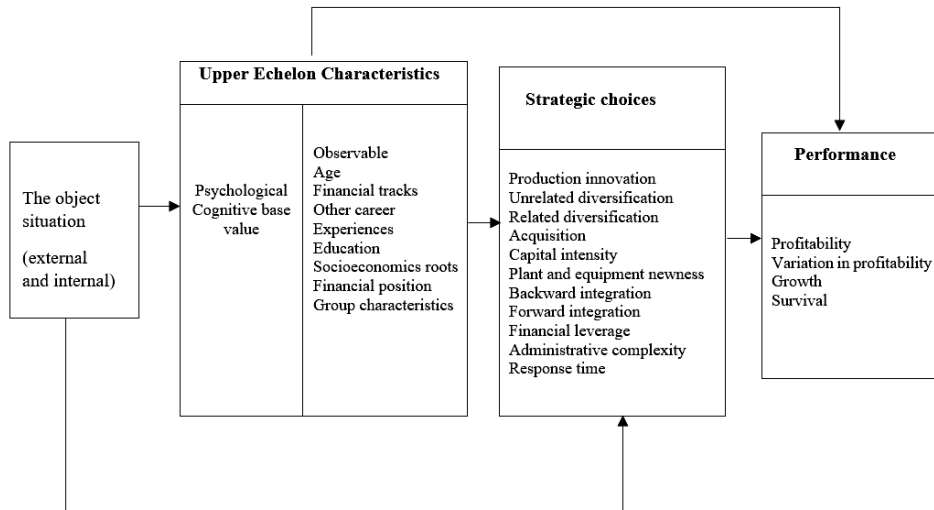 The object
situation
(external
and internal)
Upper Echelon Characteristics
Psychological
Cognitive base
value
Observable
Age
Financial tracks
Other career
Experiences
Education
Socioeconomics roots
Financial position
Group characteristics
Strategic choices
Production innovation
Unrelated diversification
Related diversification
Acquisition
Capital intensity
Plant and equipment newness
Backward integration
Forward integration
Financial leverage
Administrative complexity
Response time
Performance
Profitability
Variation in profitability
Growth
Survival